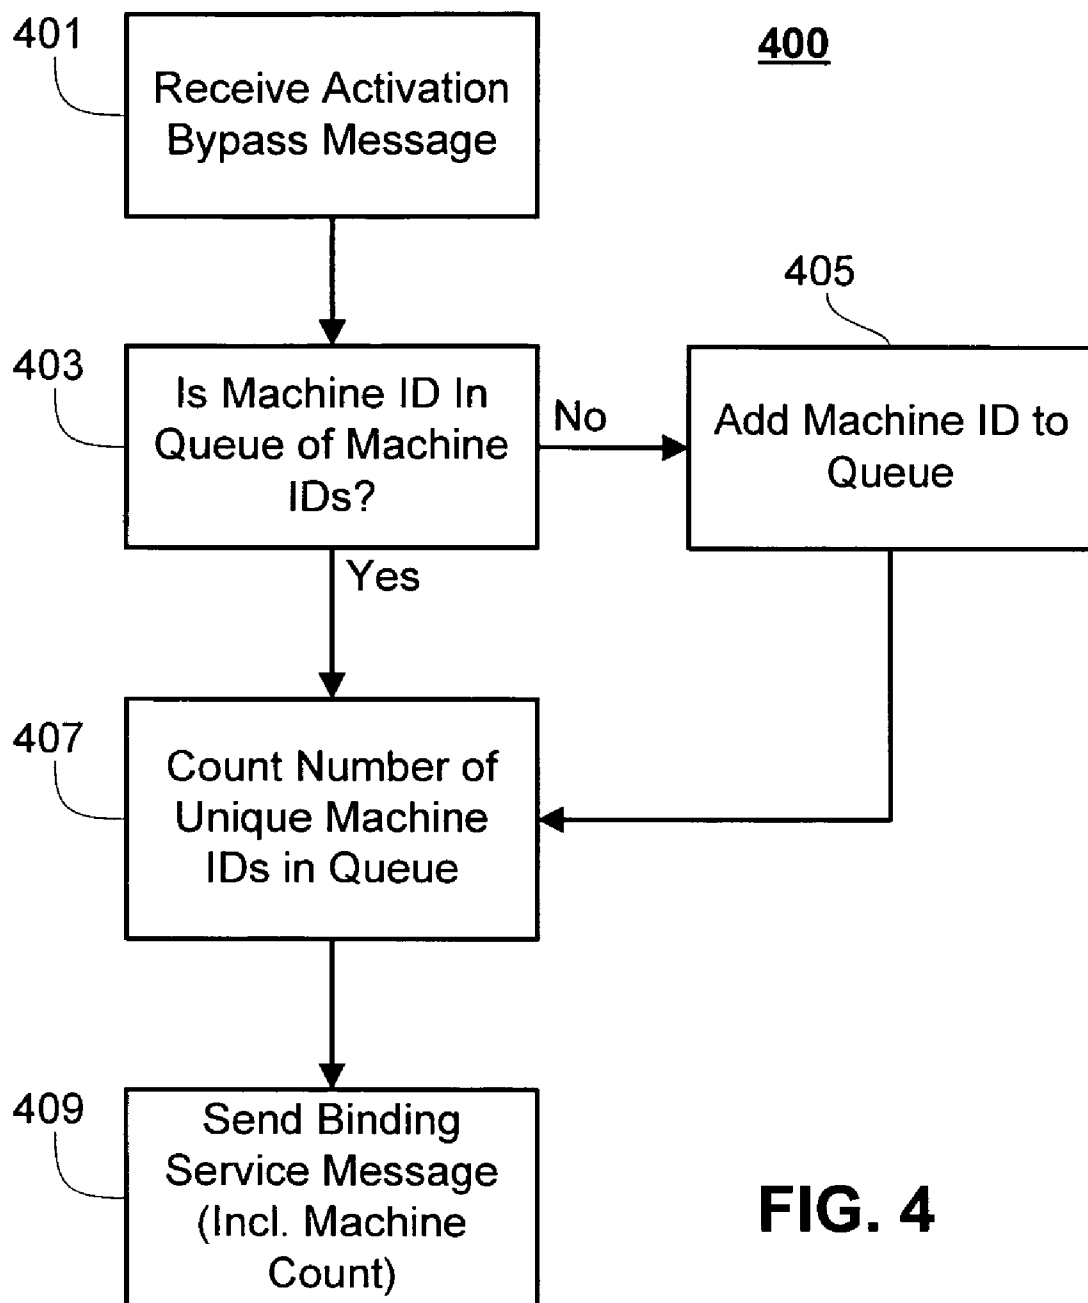 401
Receive Activation
Bypass Message
400
403
Is Machine ID In
Queue of Machine
IDs?
No
405
Add Machine ID to
Queue
Yes
407
Count Number of
Unique Machine
IDs in Queue
409
Send Binding
Service Message
(Incl. Machine
Count)
FIG. 4